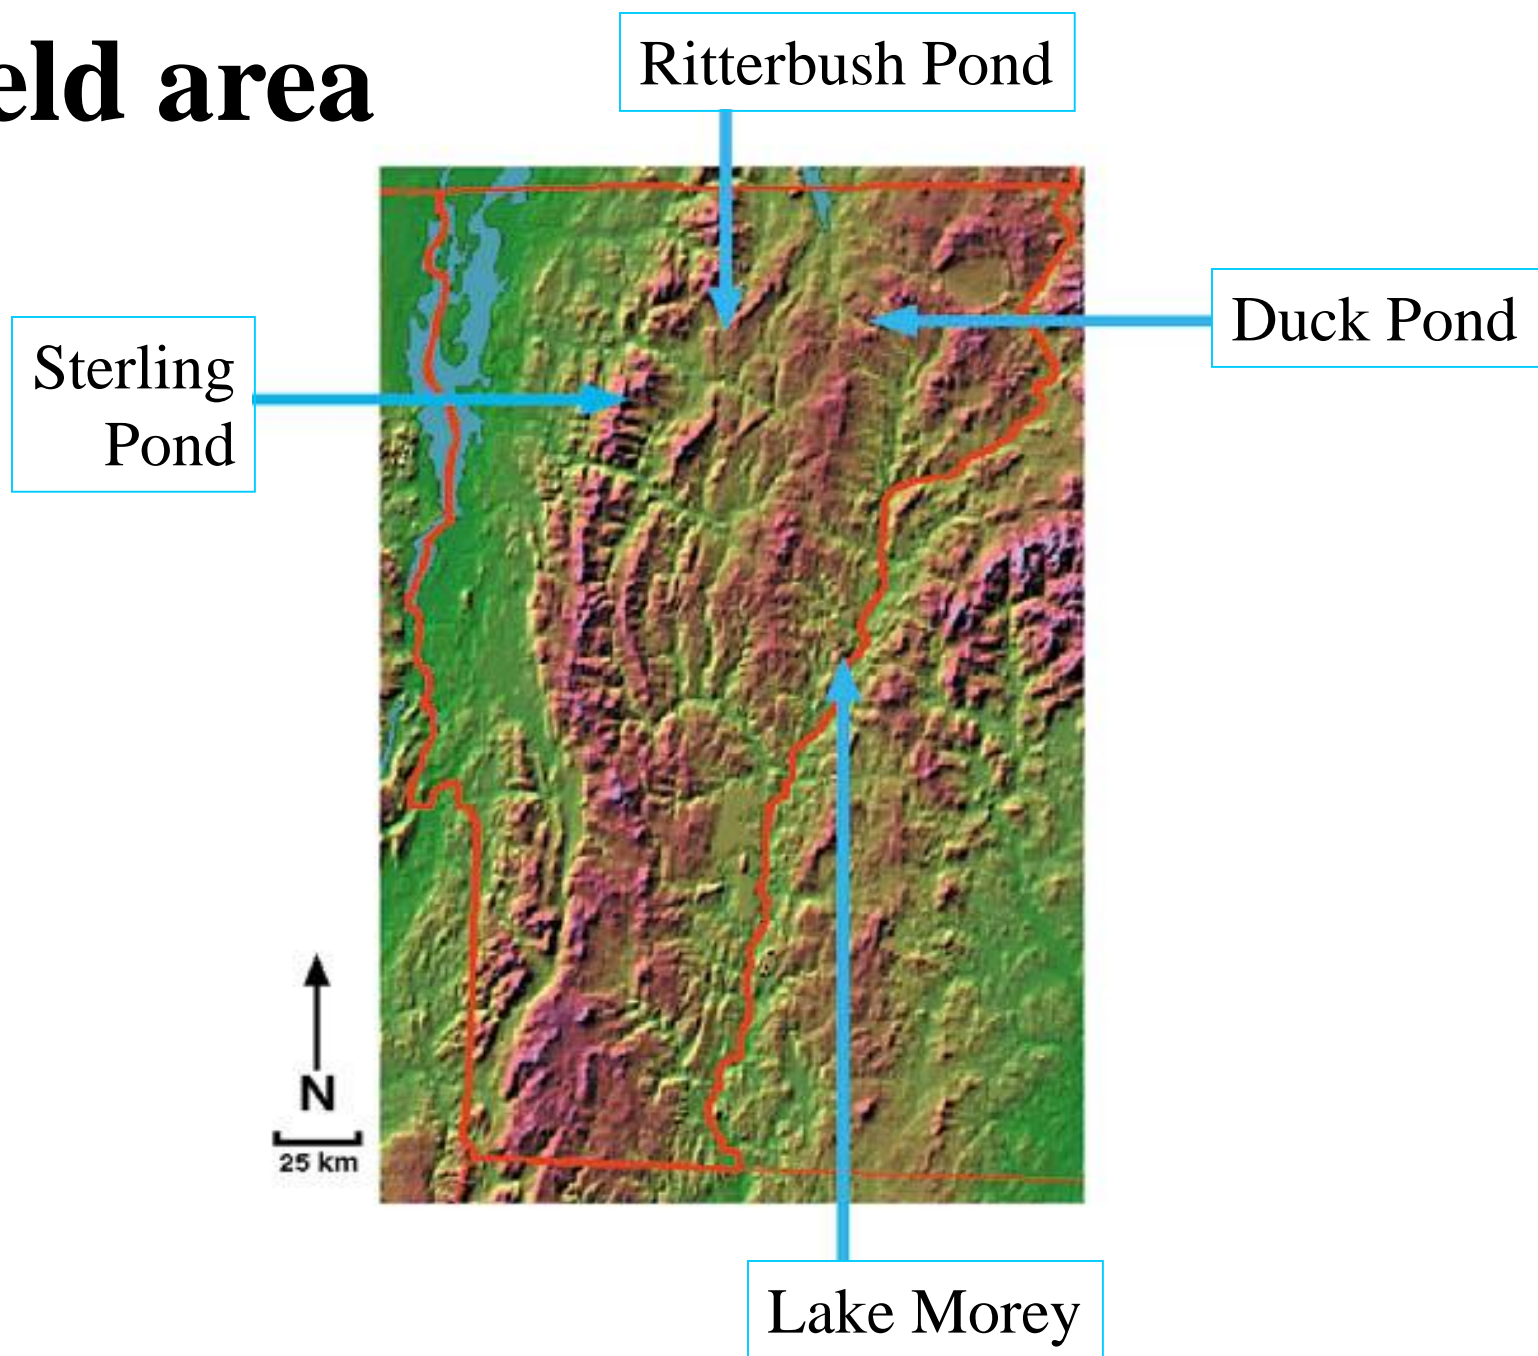 eld area
Ritterbush Pond
Duck Pond
Sterling
Pond
N
25 km
Lake Morey